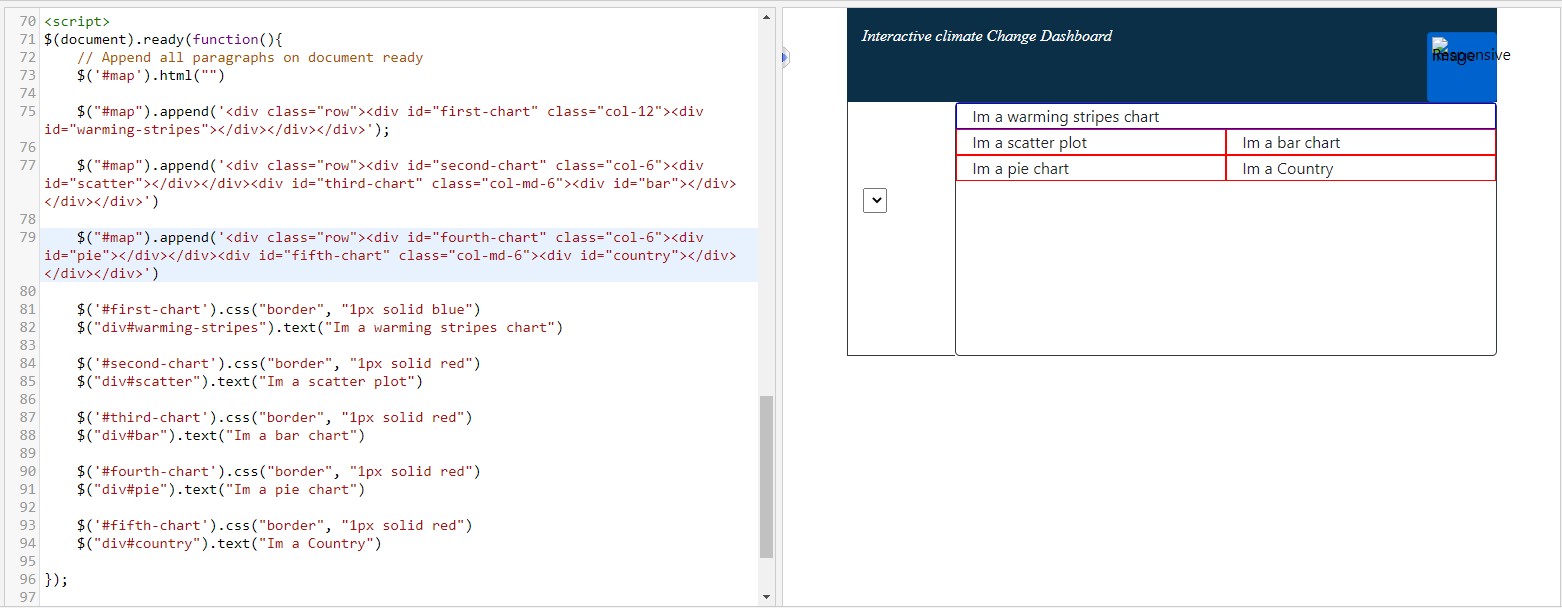 70 <script>
71 $(document).ready(function(){
72     // Append all paragraphs on document ready
73     $('#map').html("")
74
75     $("#map").append('<div class="row"><div id="first-chart" class="col-12"><div
id="warming-stripes"></div></div></div>');
76
77     $("#map").append('<div class="row"><div id="second-chart" class="col-6"><div
id="scatter"></div></div><div id="third-chart" class="col-md-6"><div id="bar"></div>
</div></div>')
78
79     $("#map").append('<div class="row"><div id="fourth-chart" class="col-6"><div
id="pie"></div></div><div id="fifth-chart" class="col-md-6"><div id="country"></div>
</div></div>')
80
81     $('#first-chart').css("border", "1px solid blue")
82     $("div#warming-stripes").text("Im a warming stripes chart")
83
84     $('#second-chart').css("border", "1px solid red")
85     $("div#scatter").text("Im a scatter plot")
86
87     $('#third-chart').css("border", "1px solid red")
88     $("div#bar").text("Im a bar chart")
89
90     $('#fourth-chart').css("border", "1px solid red")
91     $("div#pie").text("Im a pie chart")
92
93     $('#fifth-chart').css("border", "1px solid red")
94     $("div#country").text("Im a Country")
95
96 });
97
Interactive climate Change Dashboard
Responsive
image
Im a warming stripes chart
Im a scatter plot
Im a bar chart
Im a pie chart
Im a Country